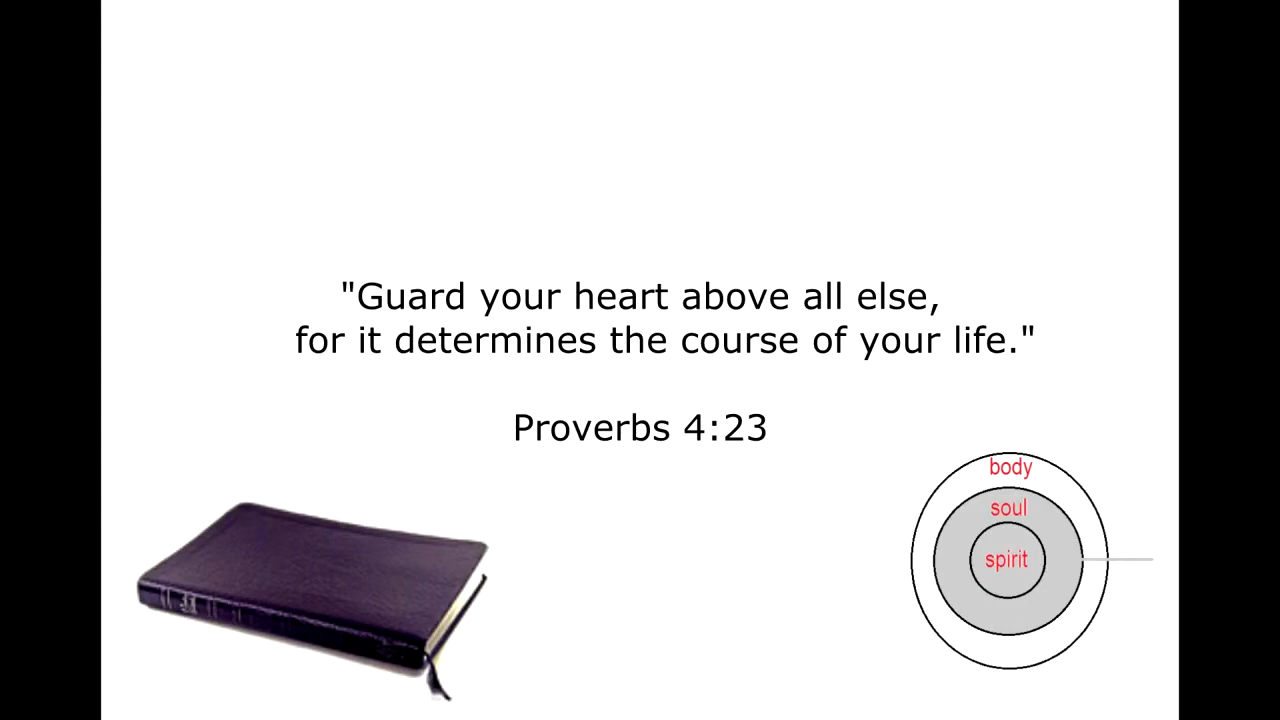 "Guard your heart above all else,
for it determines the course of your life."
Proverbs 4:23
body
soul
spirit